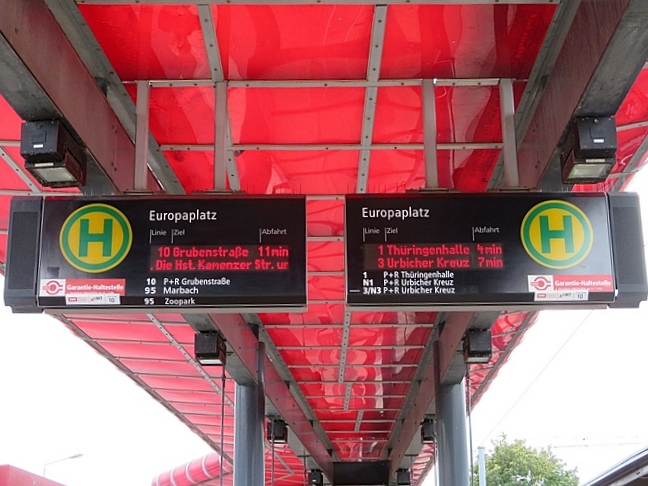 Europaplatz
Linie Ziel Abfahrt
10 Grubenstraße 11min
. Die Hst. Kamenzer Str. ur
10 P+R Grubenstraße
95 Marbach
95 Zoopark
H
Garantie-Haltestelle
Europaplatz
Linie Ziel Abfahrt
1 Thüringenhalle 4min
3 Urbicher Kreuz 7min
1 P+R Thüringenhalle
N1 P+R Urbicher Kreuz
3/N3 P+R Urbicher Kreuz
H
Garantie-Haltestelle